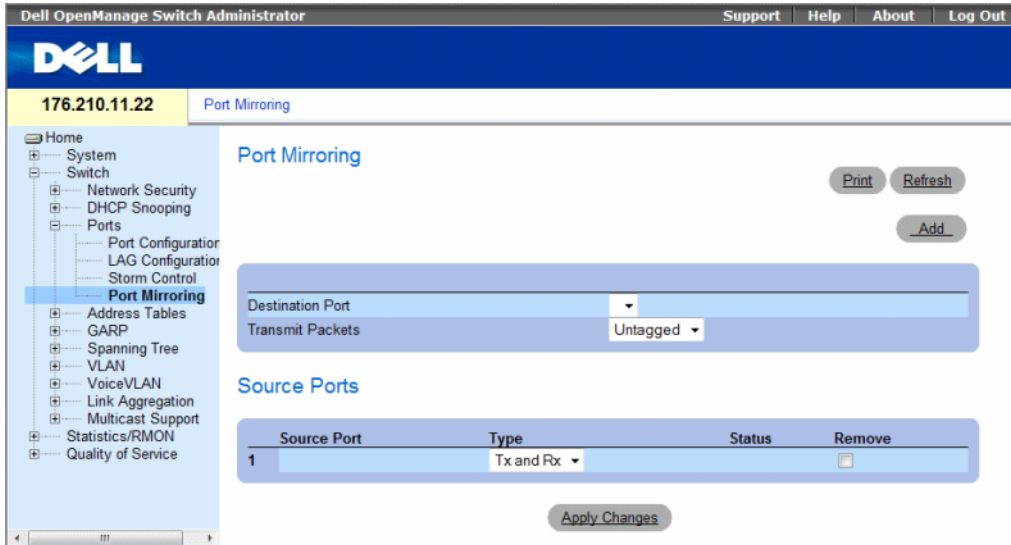 Dell OpenManage Switch Administrator
Support Help About Log Out
DELL
176.210.11.22
Port Mirroring
Home
System
Switch
Network Security
DHCP Snooping
Ports
Port Configuration
LAG Configuration
Storm Control
Port Mirroring
Address Tables
GARP
Spanning Tree
VLAN
VoiceVLAN
Link Aggregation
Multicast Support
Statistics/RMON
Quality of Service
Port Mirroring
Print Refresh
Add
Destination Port
Transmit Packets Untagged
Source Ports
Source Port Type Status Remove
1 Tx and Rx
Apply Changes